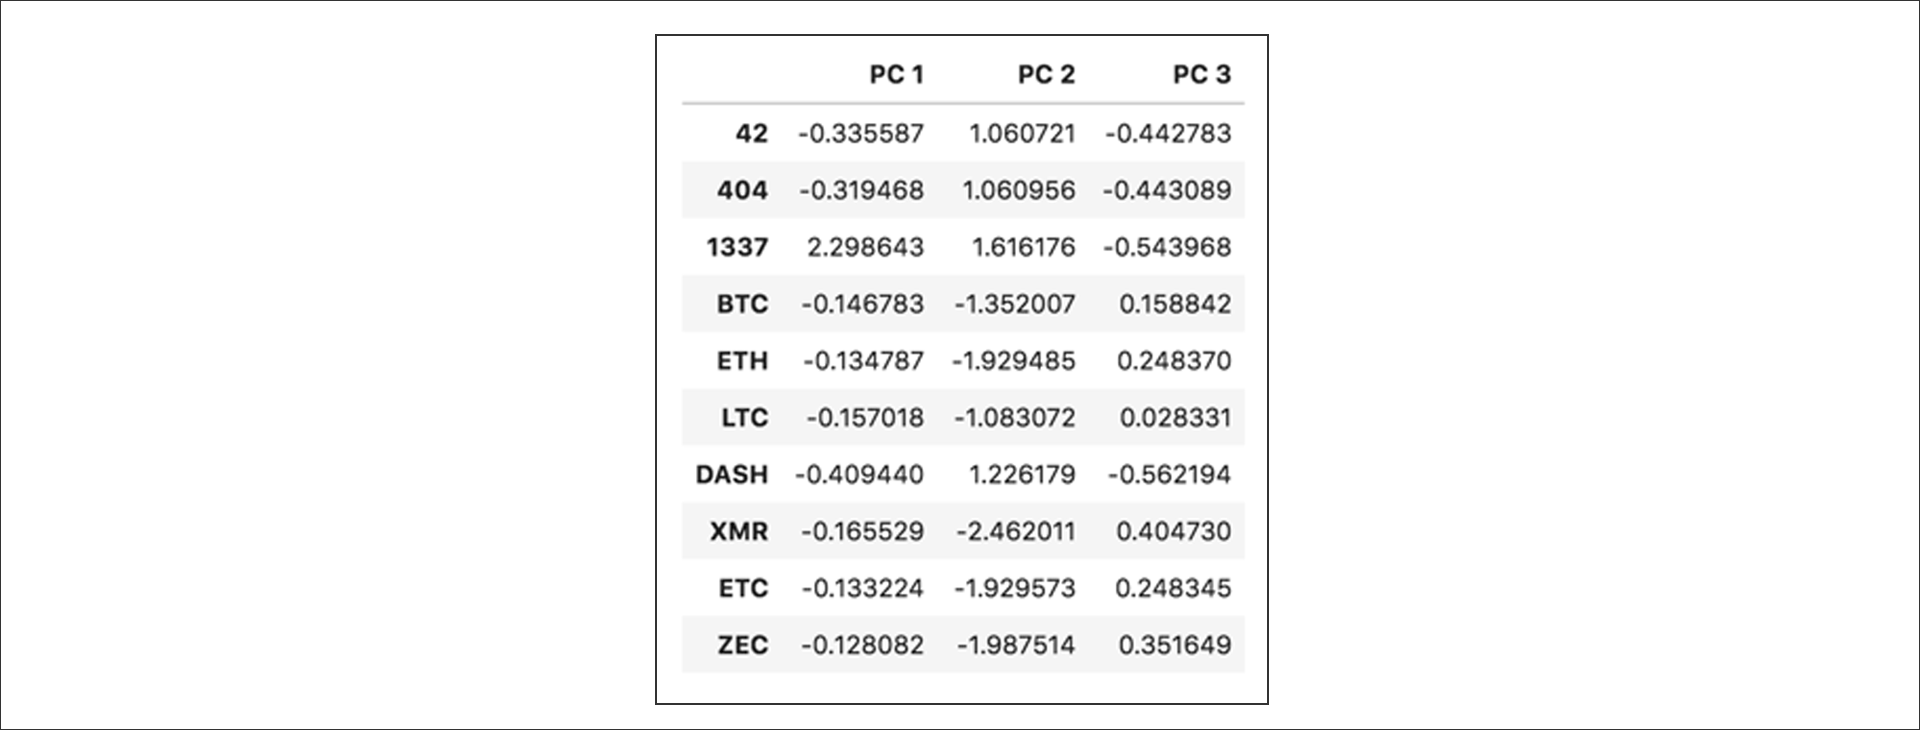 PC 1 PC 2 PC 3
42 -0.335587 1.060721 -0.442783
404 -0.319468 1.060956 -0.443089
1337 2.298643 1.616176 -0.543968
BTC -0.146783 -1.352007 0.158842
ETH -0.134787 -1.929485 0.248370
LTC -0.157018 -1.083072 0.028331
DASH -0.409440 1.226179 -0.562194
XMR -0.165529 -2.462011 0.404730
ETC -0.133224 -1.929573 0.248345
ZEC -0.128082 -1.987514 0.351649